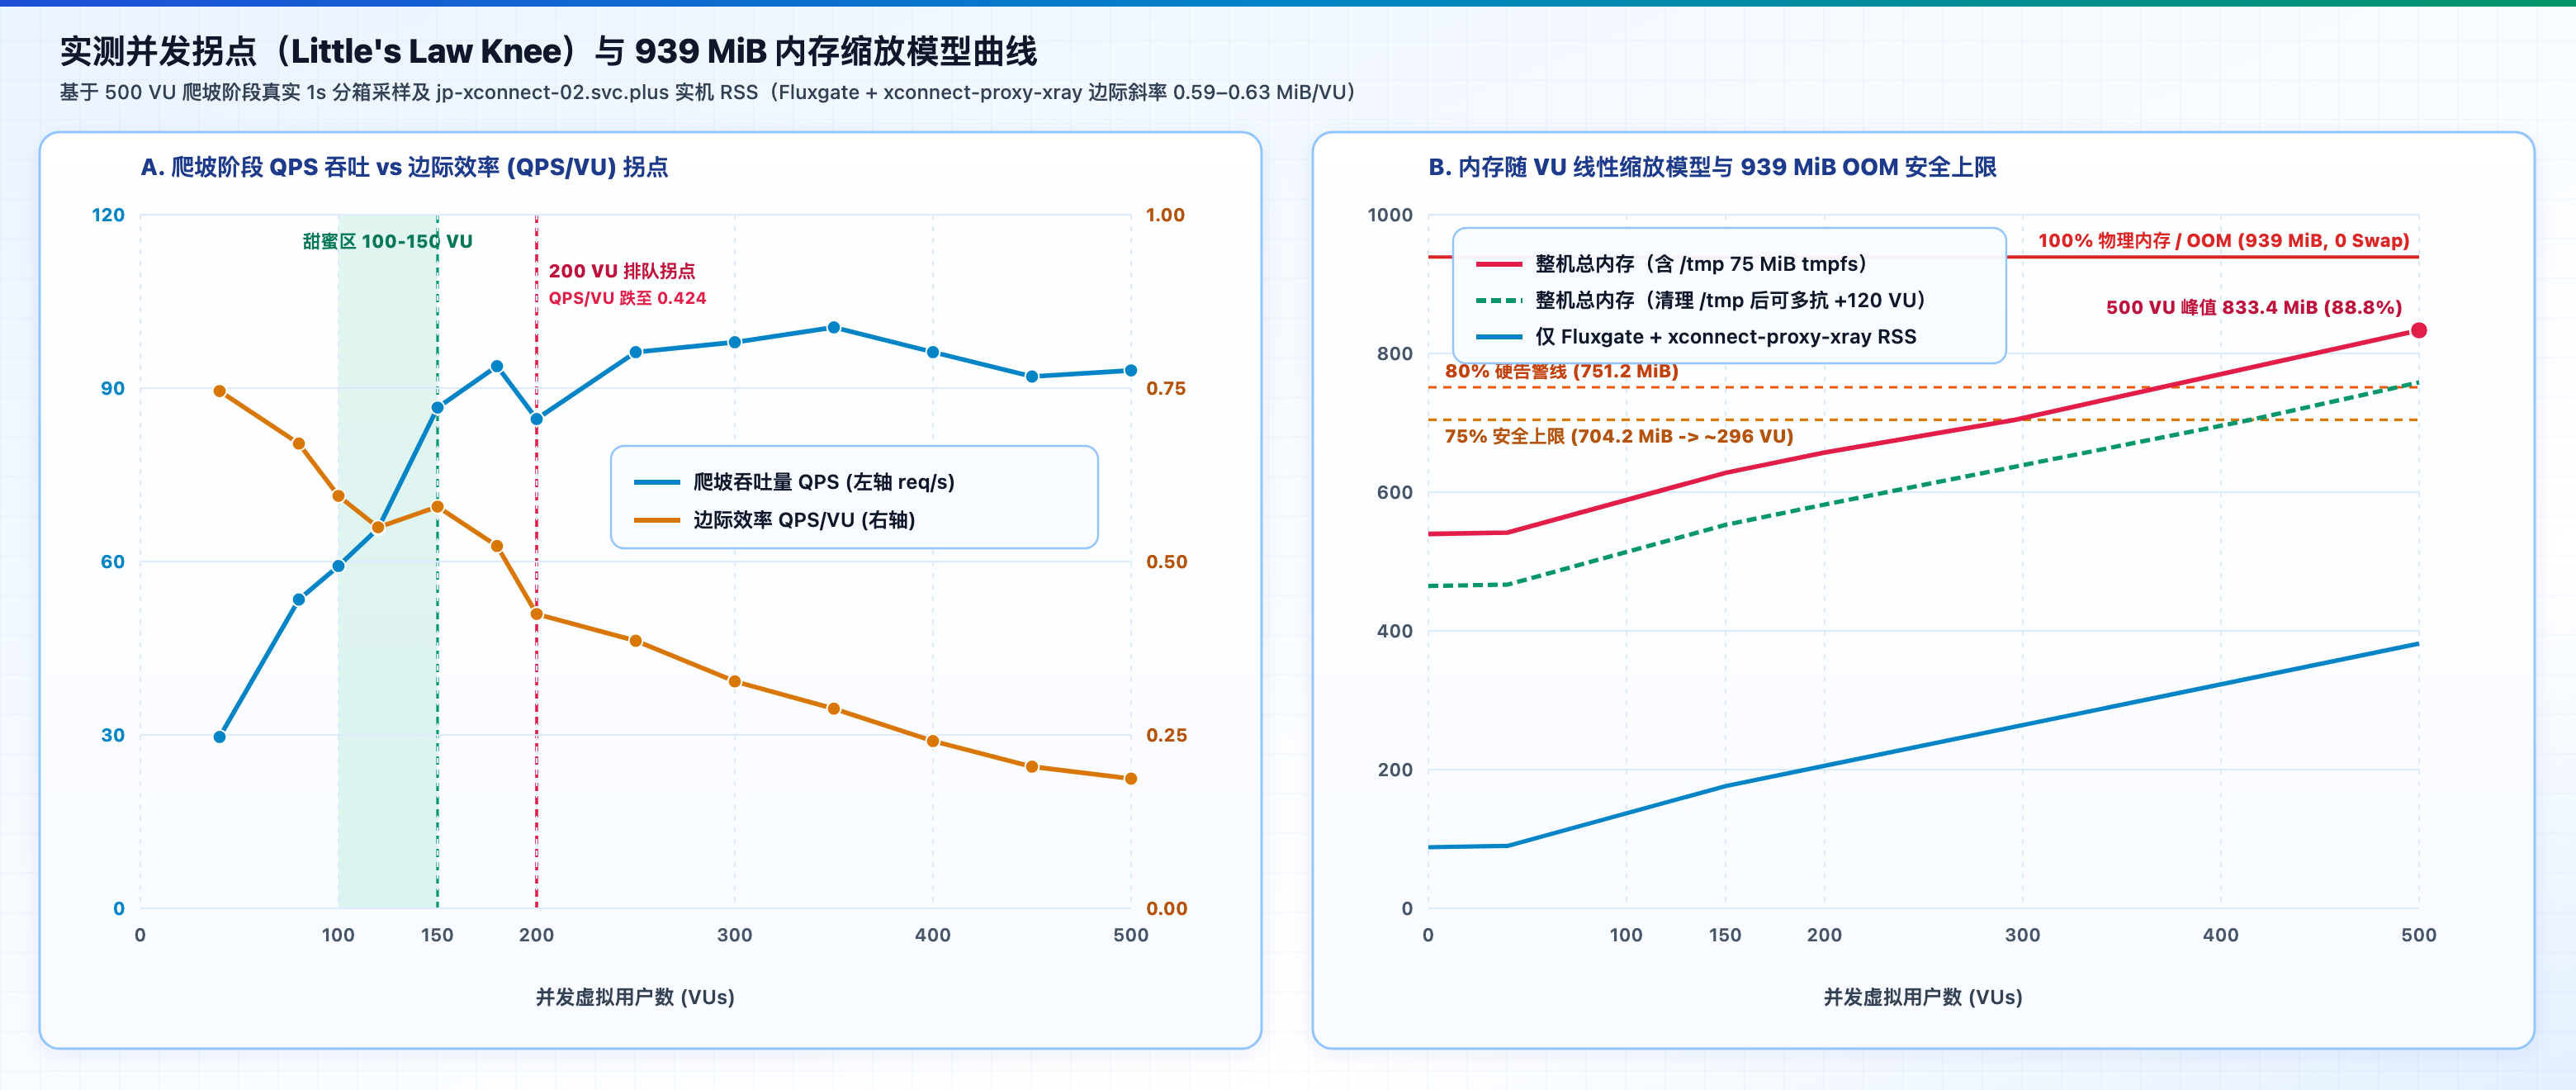 实测并发拐点（Little's Law Knee）与 939 MiB 内存缩放模型曲线
基于 500 VU 爬坡阶段真实 1s 分箱采样及 jp-xconnect-02.svc.plus 实机 RSS（Fluxgate + xconnect-proxy-xray 边际斜率 0.59–0.63 MiB/VU）
A. 爬坡阶段 QPS 吞吐 vs 边际效率 (QPS/VU) 拐点
120
90
60
30
0
1.00
0.75
0.50
0.25
0.00
甜蜜区 100-150 VU
200 VU 排队拐点
QPS/VU 跌至 0.424
爬坡吞吐量 QPS (左轴 req/s)
边际效率 QPS/VU (右轴)
0 100 150 200 300 400 500
并发虚拟用户数 (VUs)
B. 内存随 VU 线性缩放模型与 939 MiB OOM 安全上限
1000
800
600
400
200
0
100% 物理内存 / OOM (939 MiB, 0 Swap)
整机总内存（含 /tmp 75 MiB tmpfs）
整机总内存（清理 /tmp 后可多抗 +120 VU）
仅 Fluxgate + xconnect-proxy-xray RSS
500 VU 峰值 833.4 MiB (88.8%)
80% 硬告警线 (751.2 MiB)
75% 安全上限 (704.2 MiB -> ~296 VU)
0 100 150 200 300 400 500
并发虚拟用户数 (VUs)